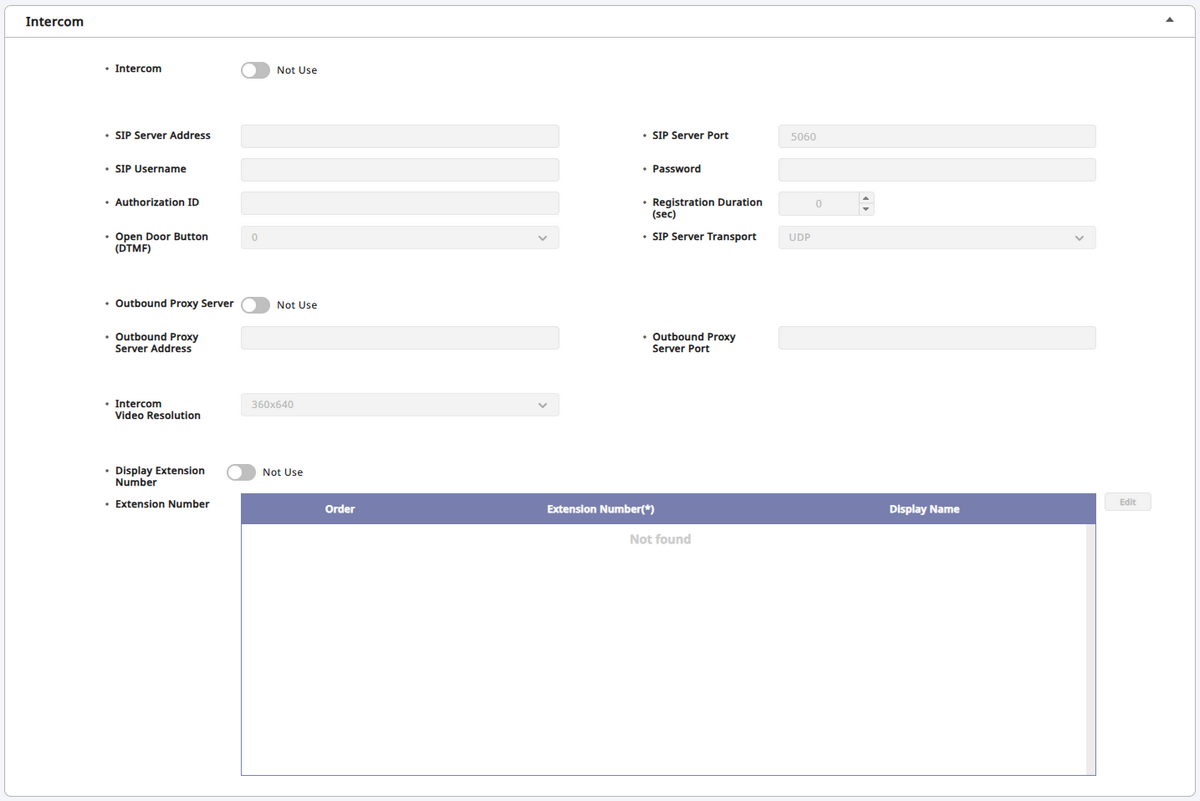 Intercom
Intercom
Not Use
SIP Server Address
SIP Server Port
5060
SIP Username
Password
Authorization ID
Registration Duration
(sec)
0
Open Door Button
(DTMF)
0
SIP Server Transport
UDP
Outbound Proxy Server
Not Use
Outbound Proxy
Server Address
Outbound Proxy
Server Port
Intercom
Video Resolution
360x640
Display Extension
Number
Not Use
Extension Number
Order
Extension Number(*)
Display Name
Edit
Not found